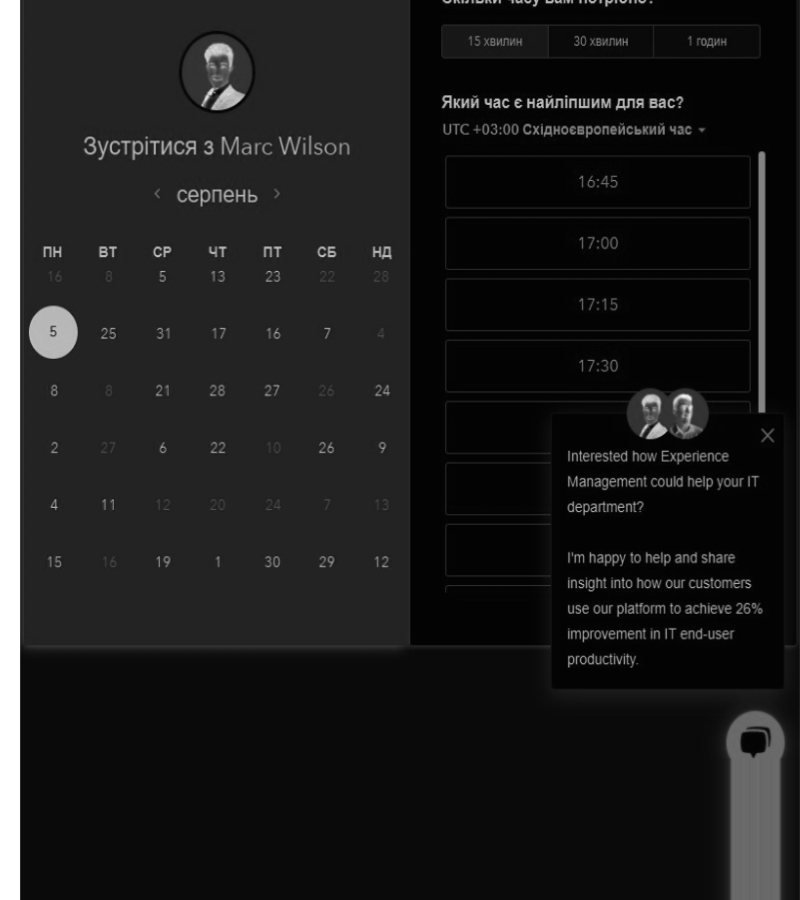 Скільки часу вам потрібно?
15 хвилин 30 хвилин 1 годин
Який час є найліпшим для вас?
UTC +03:00 Східноєвропейський час
16:45
17:00
17:15
17:30
Зустрітися з Marc Wilson
серпень
ПН ВТ СР ЧТ ПТ СБ НД
16 8 5 13 23 22 28
5 25 31 17 16 7 4
8 8 21 28 27 26 24
2 27 6 22 10 26 9
4 11 12 20 24 7 13
15 16 19 1 30 29 12
Interested how Experience
Management could help your IT
department?
I'm happy to help and share
insight into how our customers
use our platform to achieve 26%
improvement in IT end-user
productivity.